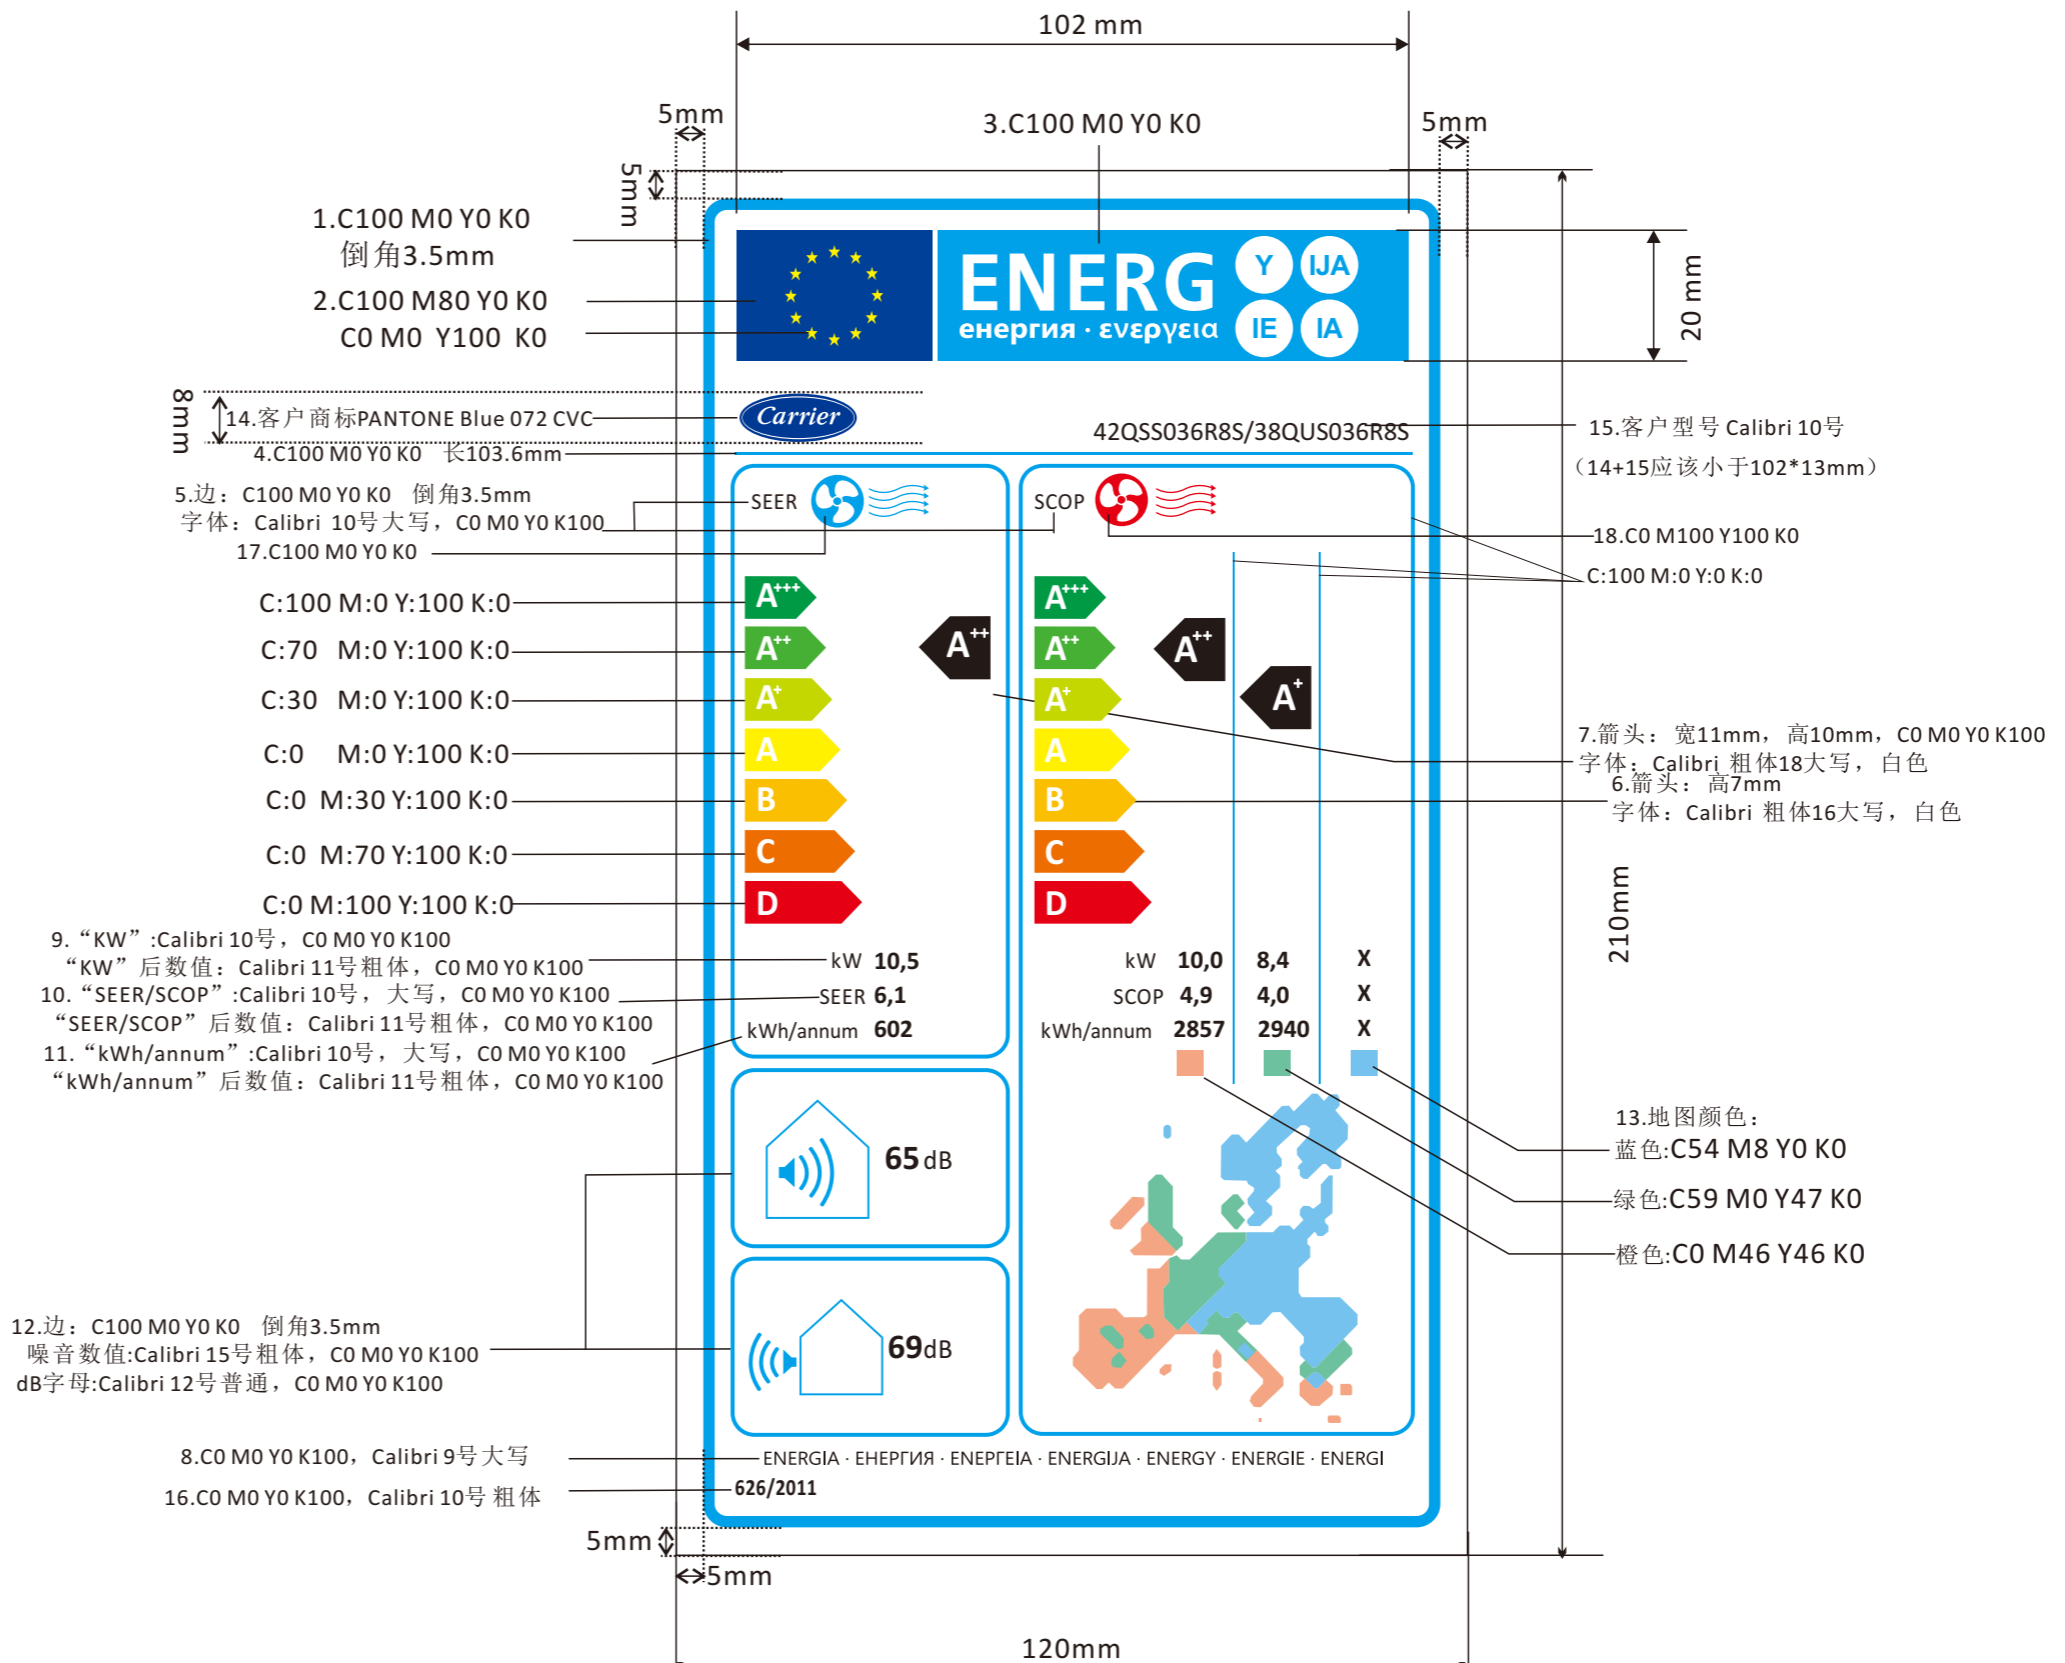 102 mm
5mm
3.C100 M0 Y0 K0
5mm
5mm
1.C100 M0 Y0 K0
倒角3.5mm
2.C100 M80 Y0 K0
C0 M0 Y100 K0
ENERG
енергия · ενεργεια
Y
IJA
IE
IA
20 mm
8mm
14.客户商标PANTONE Blue 072 CVC
Carrier
42QSS036R8S/38QUS036R8S
15.客户型号 Calibri 10号
（14+15应该小于102*13mm）
4.C100 M0 Y0 K0 长103.6mm
5.边：C100 M0 Y0 K0 倒角3.5mm
字体：Calibri 10号大写，C0 M0 Y0 K100
17.C100 M0 Y0 K0
SEER
SCOP
18.C0 M100 Y100 K0
C:100 M:0 Y:0 K:0
C:100 M:0 Y:100 K:0
A+++
A+++
C:70 M:0 Y:100 K:0
A++
A++
A++
A++
C:30 M:0 Y:100 K:0
A+
A+
A+
C:0 M:0 Y:100 K:0
A
A
7.箭头：宽11mm，高10mm，C0 M0 Y0 K100
字体：Calibri 粗体18大写，白色
6.箭头：高7mm
字体：Calibri 粗体16大写，白色
C:0 M:30 Y:100 K:0
B
B
C:0 M:70 Y:100 K:0
C
C
C:0 M:100 Y:100 K:0
D
D
210mm
9.“KW”:Calibri 10号，C0 M0 Y0 K100
“KW”后数值：Calibri 11号粗体，C0 M0 Y0 K100
10.“SEER/SCOP”:Calibri 10号，大写，C0 M0 Y0 K100
“SEER/SCOP”后数值：Calibri 11号粗体，C0 M0 Y0 K100
11.“kWh/annum”:Calibri 10号，大写，C0 M0 Y0 K100
“kWh/annum”后数值：Calibri 11号粗体，C0 M0 Y0 K100
kW 10,5
SEER 6,1
kWh/annum 602
kW 10,0 8,4 X
SCOP 4,9 4,0 X
kWh/annum 2857 2940 X
13.地图颜色：
蓝色:C54 M8 Y0 K0
绿色:C59 M0 Y47 K0
橙色:C0 M46 Y46 K0
65 dB
69dB
12.边：C100 M0 Y0 K0 倒角3.5mm
噪音数值:Calibri 15号粗体，C0 M0 Y0 K100
dB字母:Calibri 12号普通，C0 M0 Y0 K100
8.C0 M0 Y0 K100，Calibri 9号大写
ENERGIA · ЕНЕРГИЯ · ΕΝΕΡΓΕΙΑ · ENERGIJA · ENERGY · ENERGIE · ENERGI
16.C0 M0 Y0 K100，Calibri 10号 粗体
626/2011
5mm
5mm
120mm